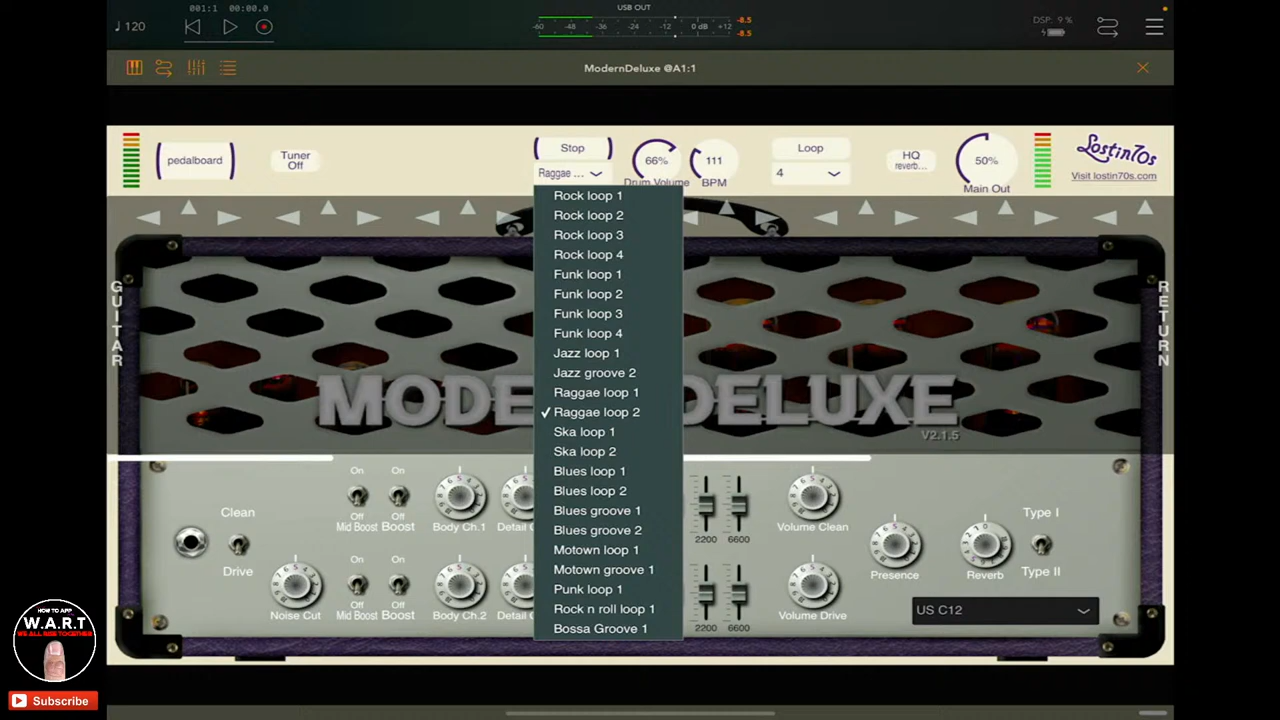 001:1 00:00.0
USB OUT
♩120
-60 -48 -36 -24 -12 0 dB +12
-8.5
-8.5
DSP: 9 %
ModernDeluxe @A1:1
pedalboard
Tuner
Off
Stop
Raggae ...
66%
Drum Volume
111
BPM
Loop
4
HQ
reverb...
50%
Main Out
Lostin70s
Visit lostin70s.com
Rock loop 1
Rock loop 2
Rock loop 3
Rock loop 4
Funk loop 1
Funk loop 2
Funk loop 3
Funk loop 4
Jazz loop 1
Jazz groove 2
Raggae loop 1
✓ Raggae loop 2
Ska loop 1
Ska loop 2
Blues loop 1
Blues loop 2
Blues groove 1
Blues groove 2
Motown loop 1
Motown groove 1
Punk loop 1
Rock n roll loop 1
Bossa Groove 1
GUITAR
RETURN
MODE
DELUXE
V2.1.5
Clean
Drive
Noise Cut
On
Off
Mid Boost
On
Off
Boost
Body Ch.1
Detail
2200
6600
Volume Clean
Presence
Reverb
Type I
Type II
On
Off
Mid Boost
On
Off
Boost
Body Ch.2
Detail
2200
6600
Volume Drive
US C12
HOW TO APP
W.A.R.T
WE ALL RISE TOGETHER
Subscribe